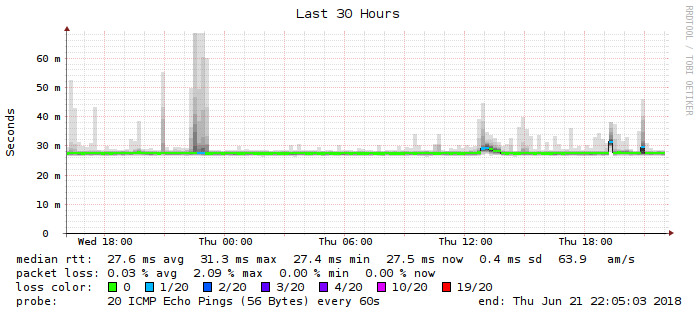 Last 30 Hours
RRDTOOL / TOBI OETIKER
Seconds
60 m
50 m
40 m
30 m
20 m
10 m
0
Wed 18:00 Thu 00:00 Thu 06:00 Thu 12:00 Thu 18:00
median rtt: 27.6 ms avg 31.3 ms max 27.4 ms min 27.5 ms now 0.4 ms sd 63.9 am/s
packet loss: 0.03 % avg 2.09 % max 0.00 % min 0.00 % now
loss color: 0 1/20 2/20 3/20 4/20 10/20 19/20
probe: 20 ICMP Echo Pings (56 Bytes) every 60s end: Thu Jun 21 22:05:03 2018